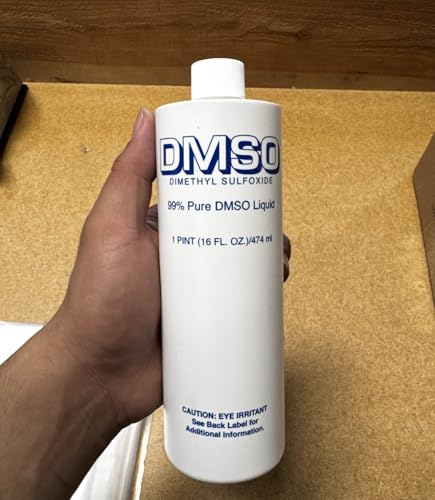 DMSO
DIMETHYL SULFOXIDE
99% Pure DMSO Liquid
1 PINT (16 FL. OZ.)/474 ml
CAUTION: EYE IRRITANT
See Back Label for
Additional Information.